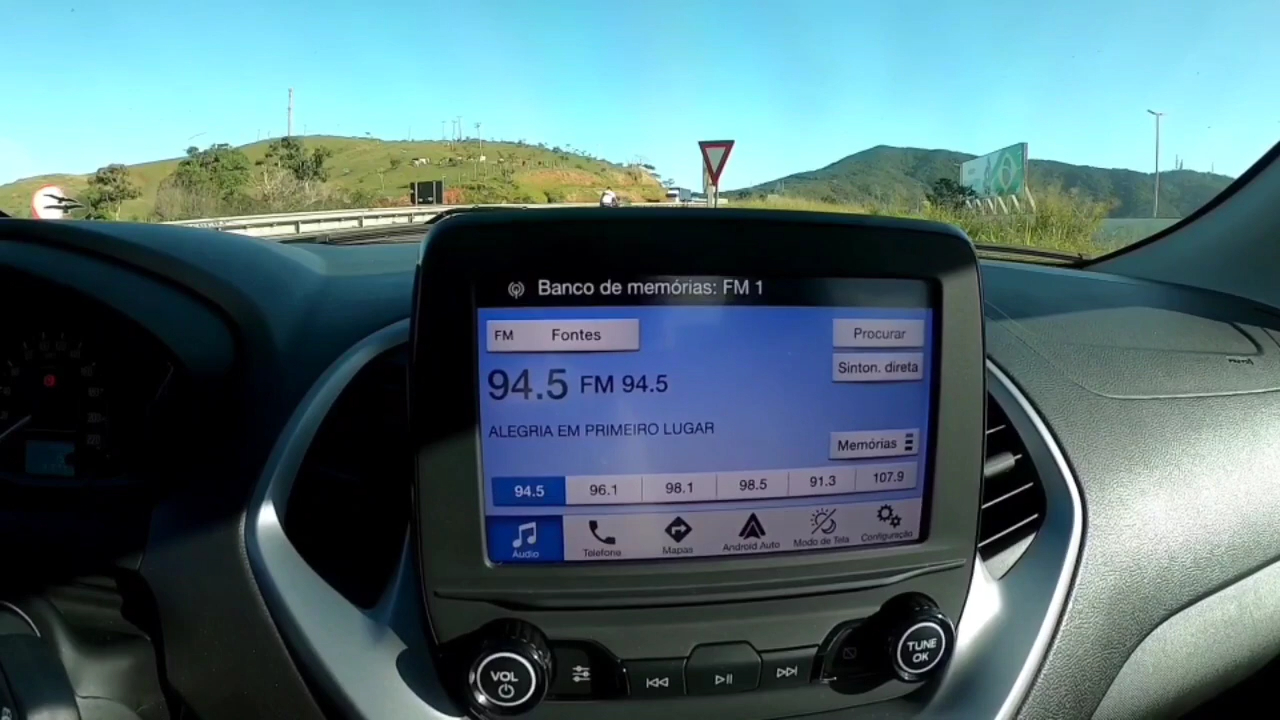 Banco de memórias: FM 1
FM Fontes
Procurar
Sinton. direta
94.5 FM 94.5
ALEGRIA EM PRIMEIRO LUGAR
Memórias
94.5 96.1 98.1 98.5 91.3 107.9
Áudio Telefone Mapas Android Auto Modo de Tela Configuração
VOL
TUNE
OK